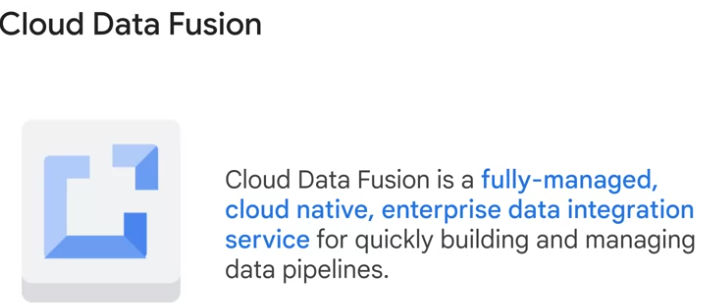 Cloud Data Fusion
Cloud Data Fusion is a fully-managed,
cloud native, enterprise data integration
service for quickly building and managing
data pipelines.